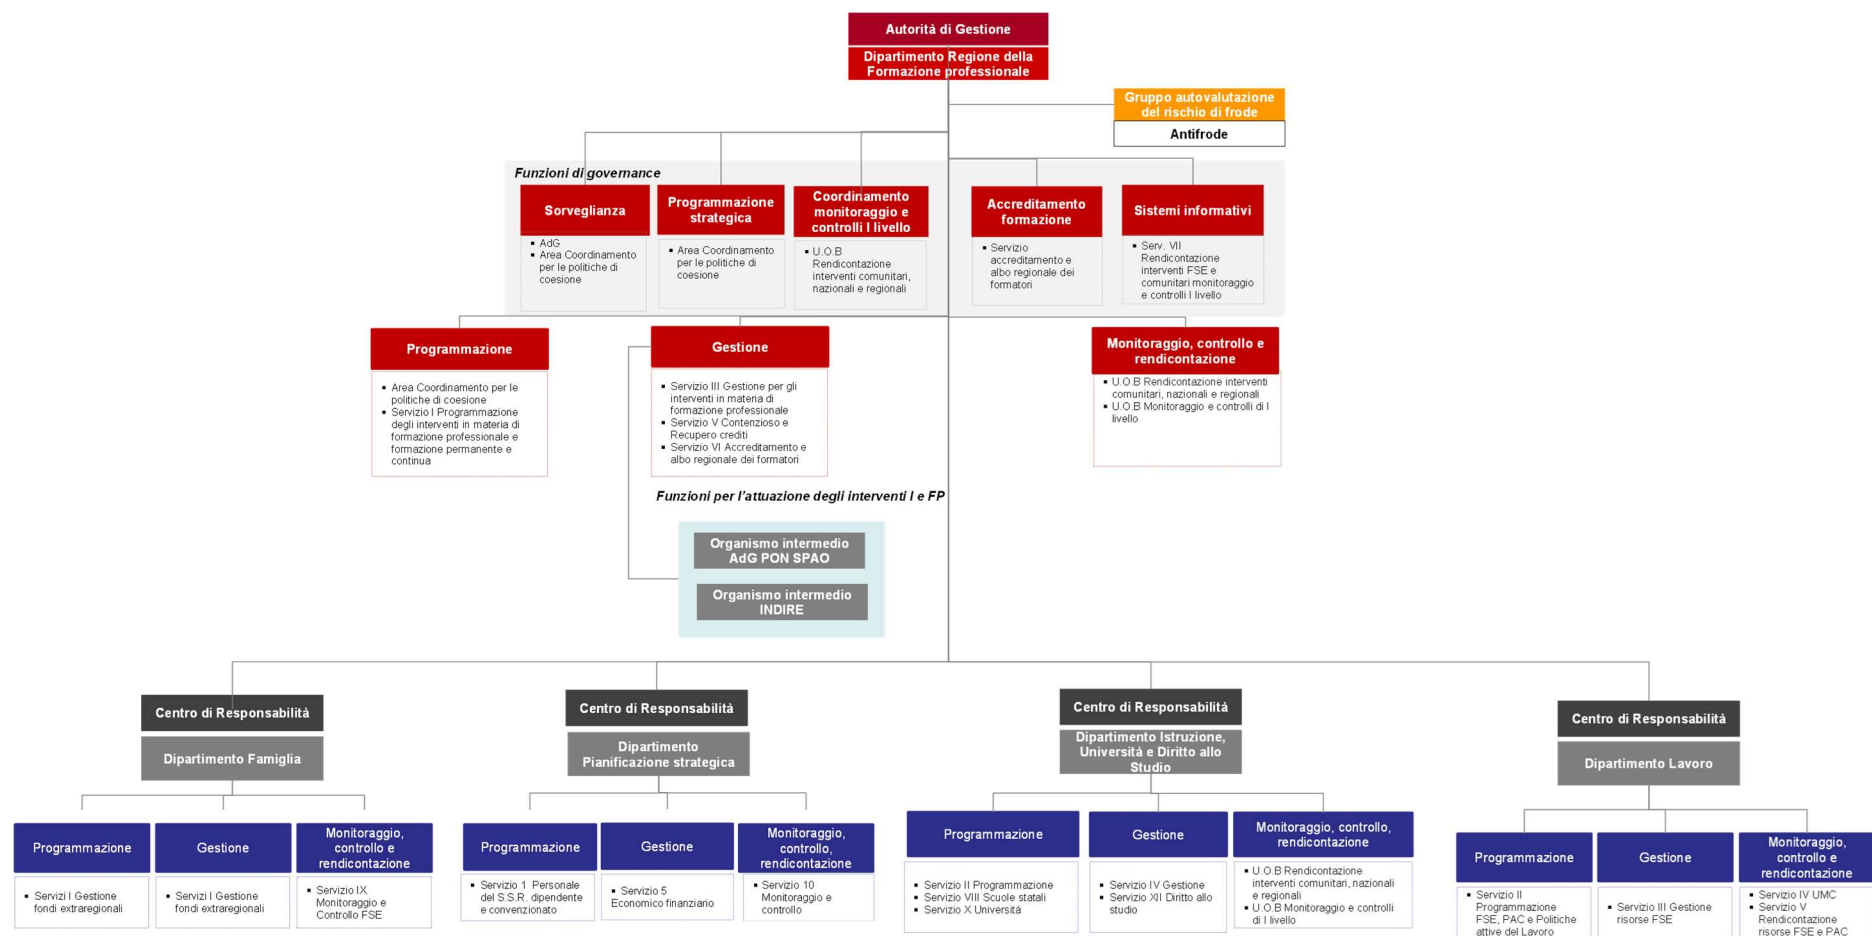 Autorità di Gestione
Dipartimento Regione della
Formazione professionale
Gruppo autovalutazione
del rischio di frode
Antifrode
Funzioni di governance
Sorveglianza
▪ AdG
▪ Area Coordinamento
per le politiche di
coesione
Programmazione
strategica
▪ Area Coordinamento
per le politiche di
coesione
Coordinamento
monitoraggio e
controlli I livello
▪ U.O.B
Rendicontazione
interventi comunitari,
nazionali e regionali
Accreditamento
formazione
▪ Servizio
accreditamento e
albo regionale dei
formatori
Sistemi informativi
▪ Serv. VII
Rendicontazione
interventi FSE e
comunitari monitoraggio
e controlli I livello
Programmazione
▪ Area Coordinamento per le
politiche di coesione
▪ Servizio I Programmazione
degli interventi in materia di
formazione professionale e
formazione permanente e
continua
Gestione
▪ Servizio III Gestione per gli
interventi in materia di
formazione professionale
▪ Servizio V Contenzioso e
Recupero crediti
▪ Servizio VI Accreditamento e
albo regionale dei formatori
Monitoraggio, controllo e
rendicontazione
▪ U.O.B Rendicontazione interventi
comunitari, nazionali e regionali
▪ U.O.B Monitoraggio e controlli di I
livello
Funzioni per l'attuazione degli interventi I e FP
Organismo intermedio
AdG PON SPAO
Organismo intermedio
INDIRE
Centro di Responsabilità
Dipartimento Famiglia
Programmazione
▪ Servizi I Gestione
fondi extraregionali
Gestione
▪ Servizi I Gestione
fondi extraregionali
Monitoraggio,
controllo e
rendicontazione
▪ Servizio IX
Monitoraggio e
Controllo FSE
Centro di Responsabilità
Dipartimento
Pianificazione strategica
Programmazione
▪ Servizio 1 Personale
del S.S.R. dipendente
e convenzionato
Gestione
▪ Servizio 5
Economico finanziario
Monitoraggio,
controllo,
rendicontazione
▪ Servizio 10
Monitoraggio e
controllo
Centro di Responsabilità
Dipartimento Istruzione,
Università e Diritto allo
Studio
Programmazione
▪ Servizio II Programmazione
▪ Servizio VIII Scuole statali
▪ Servizio X Università
Gestione
▪ Servizio IV Gestione
▪ Servizio XII Diritto allo
studio
Monitoraggio, controllo,
rendicontazione
▪ U.O.B Rendicontazione
interventi comunitari, nazionali
e regionali
▪ U.O.B Monitoraggio e controlli
di I livello
Centro di Responsabilità
Dipartimento Lavoro
Programmazione
▪ Servizio II
Programmazione
FSE, PAC e Politiche
attive del Lavoro
Gestione
▪ Servizio III Gestione
risorse FSE
Monitoraggio,
controllo e
rendicontazione
▪ Servizio IV UMC
▪ Servizio V
Rendicontazione
risorse FSE e PAC